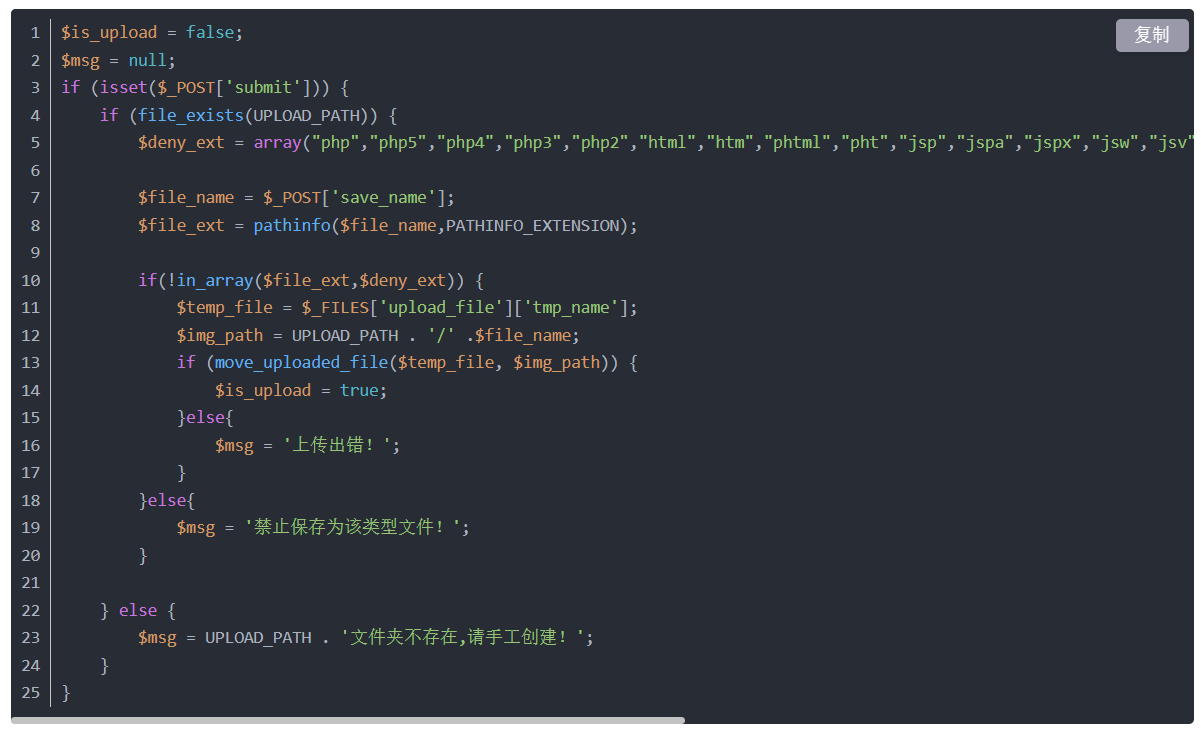 复制
1 $is_upload = false;
2 $msg = null;
3 if (isset($_POST['submit'])) {
4     if (file_exists(UPLOAD_PATH)) {
5         $deny_ext = array("php","php5","php4","php3","php2","html","htm","phtml","pht","jsp","jspa","jspx","jsw","jsv"
6
7         $file_name = $_POST['save_name'];
8         $file_ext = pathinfo($file_name,PATHINFO_EXTENSION);
9
10         if(!in_array($file_ext,$deny_ext)) {
11             $temp_file = $_FILES['upload_file']['tmp_name'];
12             $img_path = UPLOAD_PATH . '/' .$file_name;
13             if (move_uploaded_file($temp_file, $img_path)) {
14                 $is_upload = true;
15             }else{
16                 $msg = '上传出错！';
17             }
18         }else{
19             $msg = '禁止保存为该类型文件！';
20         }
21
22     } else {
23         $msg = UPLOAD_PATH . '文件夹不存在,请手工创建！';
24     }
25 }